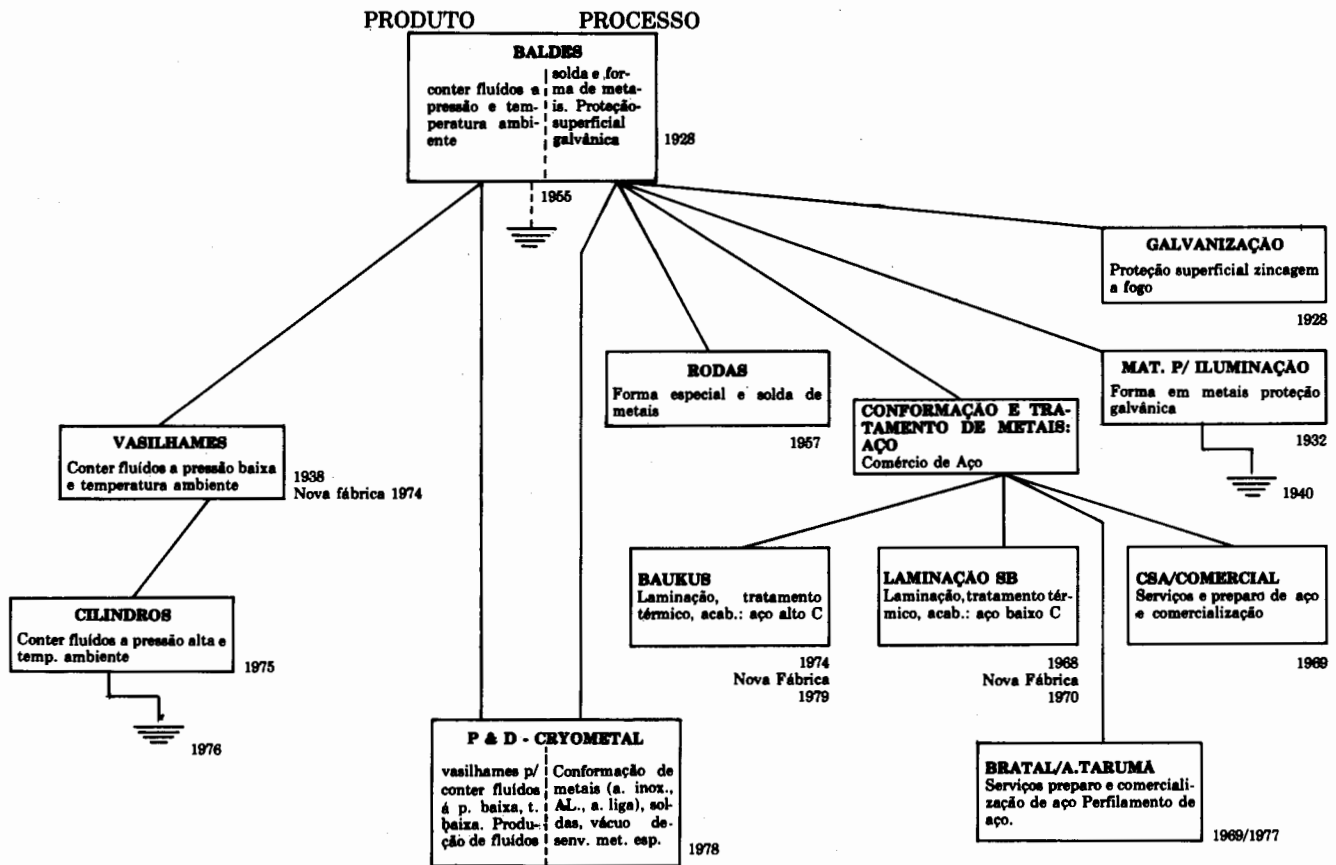 PRODUTO PROCESSO
BALDES
conter fluídos a
pressão e tem-
peratura ambi-
ente
solda e for-
ma de meta-
is. Proteção-
superficial
galvânica
1928
1955
GALVANIZAÇÃO
Proteção superficial zincagem
a fogo
1928
MAT. P/ ILUMINAÇÃO
Forma em metais proteção
galvânica
1932
1940
RODAS
Forma especial e solda de
metais
1957
CONFORMAÇÃO E TRA-
TAMENTO DE METAIS:
AÇO
Comércio de Aço
VASILHAMES
Conter fluídos a pressão baixa
e temperatura ambiente
1938
Nova fábrica 1974
CILINDROS
Conter fluídos a pressão alta e
temp. ambiente
1975
1976
BAUKUS
Laminação, tratamento
térmico, acab.: aço alto C
1974
Nova Fábrica
1979
LAMINAÇÃO SB
Laminação, tratamento tér-
mico, acab.: aço baixo C
1968
Nova Fábrica
1970
CSA/COMERCIAL
Serviços e preparo de aço
e comercialização
1969
P & D - CRYOMETAL
vasilhames p/
conter fluídos
á p. baixa, t.
baixa. Produ-
ção de fluídos
Conformação de
metais (a. inox.,
AL., a. liga), sol-
das, vácuo de-
senv. met. esp.
1978
BRATAL/A.TARUMÃ
Serviços preparo e comerciali-
zação de aço Perfilamento de
aço.
1969/1977